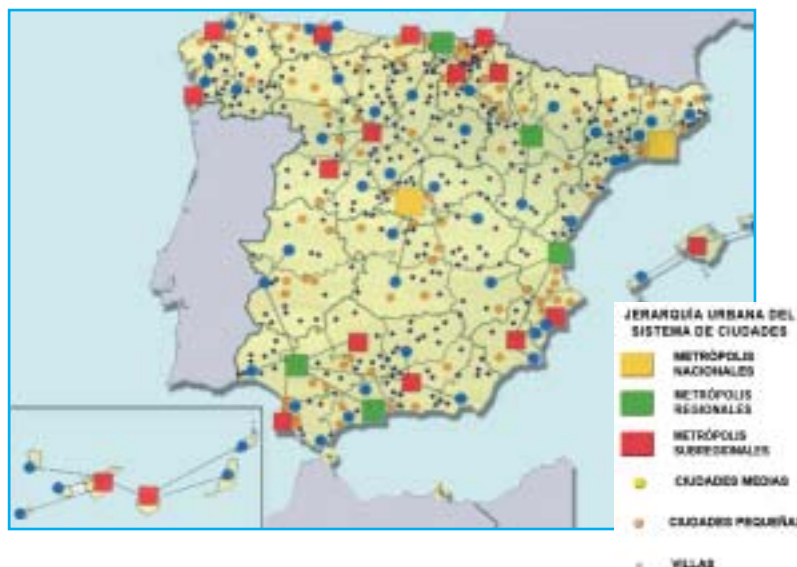 JERARQUÍA URBANA DEL
SISTEMA DE CIUDADES
METRÓPOLIS
NACIONALES
METRÓPOLIS
REGIONALES
METRÓPOLIS
SUBREGIONALES
CIUDADES MEDIAS
CIUDADES PEQUEÑAS
VILLAS